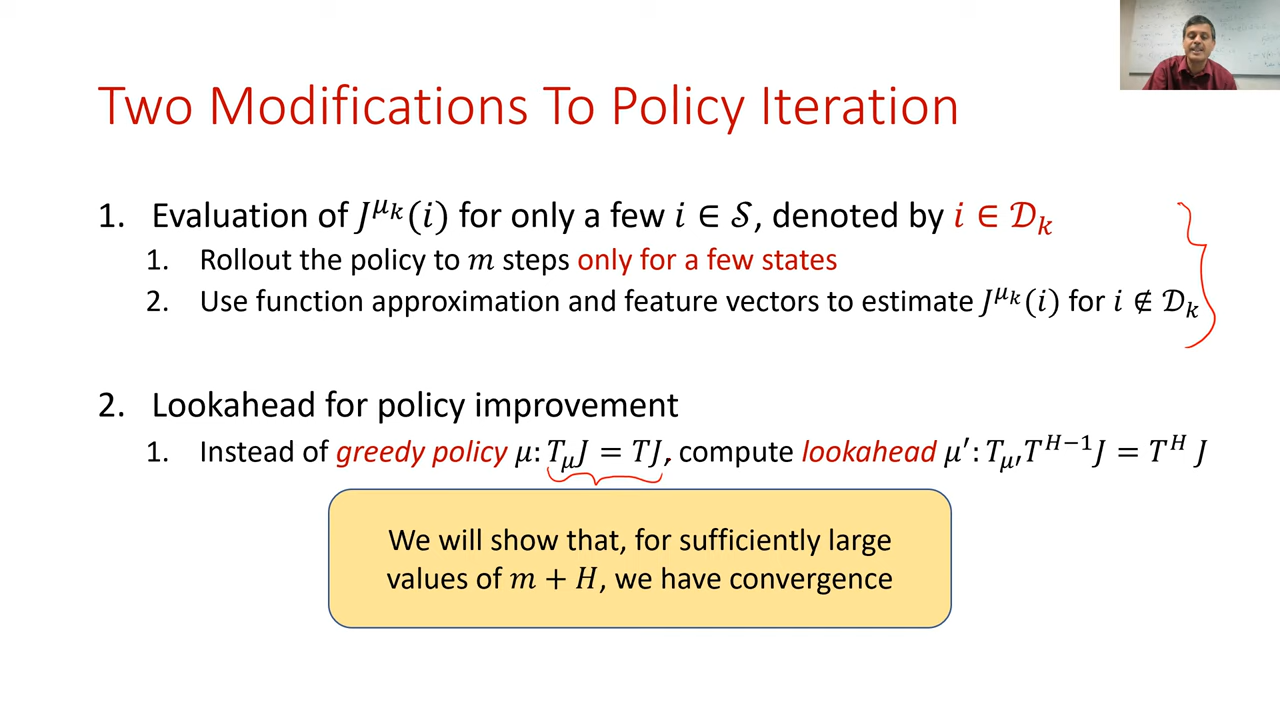 Two Modifications To Policy Iteration
1. Evaluation of J^{μ_k}(i) for only a few i ∈ 𝒮, denoted by i ∈ 𝒟_k
1. Rollout the policy to m steps only for a few states
2. Use function approximation and feature vectors to estimate J^{μ_k}(i) for i ∉ 𝒟_k
2. Lookahead for policy improvement
1. Instead of greedy policy μ: T_μ J = TJ, compute lookahead μ′: T_{μ′} T^{H−1} J = T^H J
We will show that, for sufficiently large
values of m + H, we have convergence